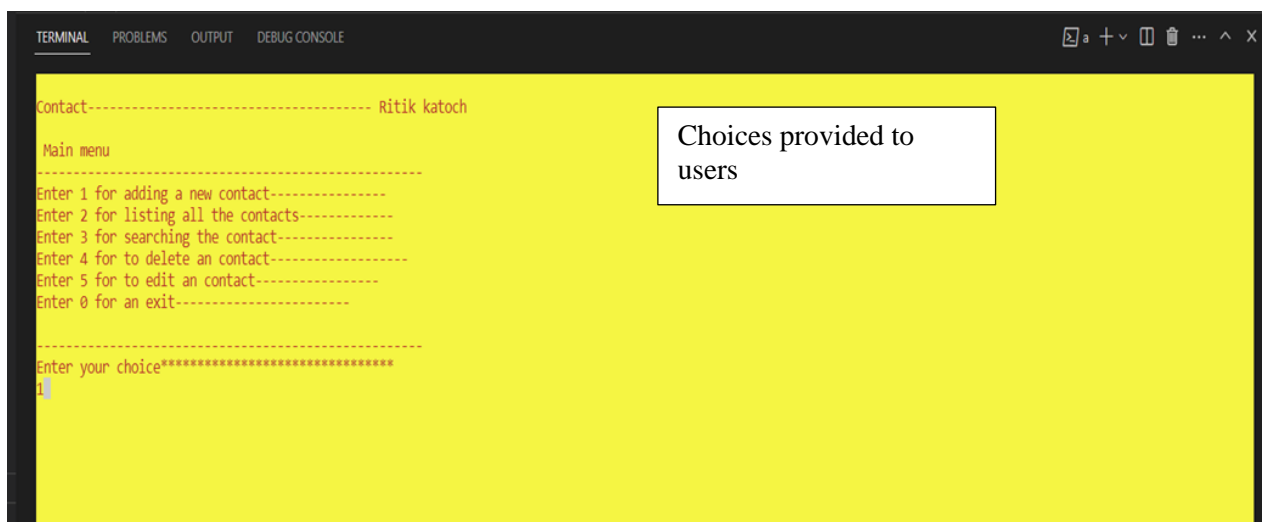 TERMINAL PROBLEMS OUTPUT DEBUG CONSOLE
a
Contact--------------------------------------- Ritik katoch
Main menu
-----------------------------------------------------
Enter 1 for adding a new contact----------------
Enter 2 for listing all the contacts-------------
Enter 3 for searching the contact----------------
Enter 4 for to delete an contact-------------------
Enter 5 for to edit an contact-----------------
Enter 0 for an exit------------------------
-----------------------------------------------------
Enter your choice********************************
1
Choices provided to
users